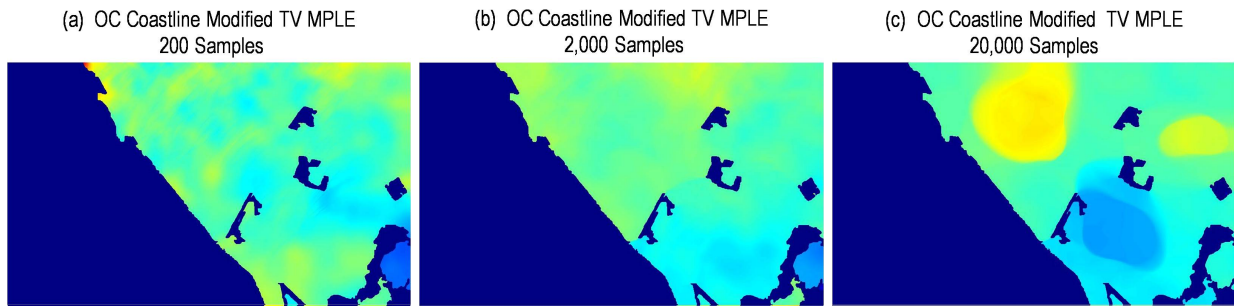 (a) OC Coastline Modified TV MPLE
200 Samples
(b) OC Coastline Modified TV MPLE
2,000 Samples
(c) OC Coastline Modified TV MPLE
20,000 Samples